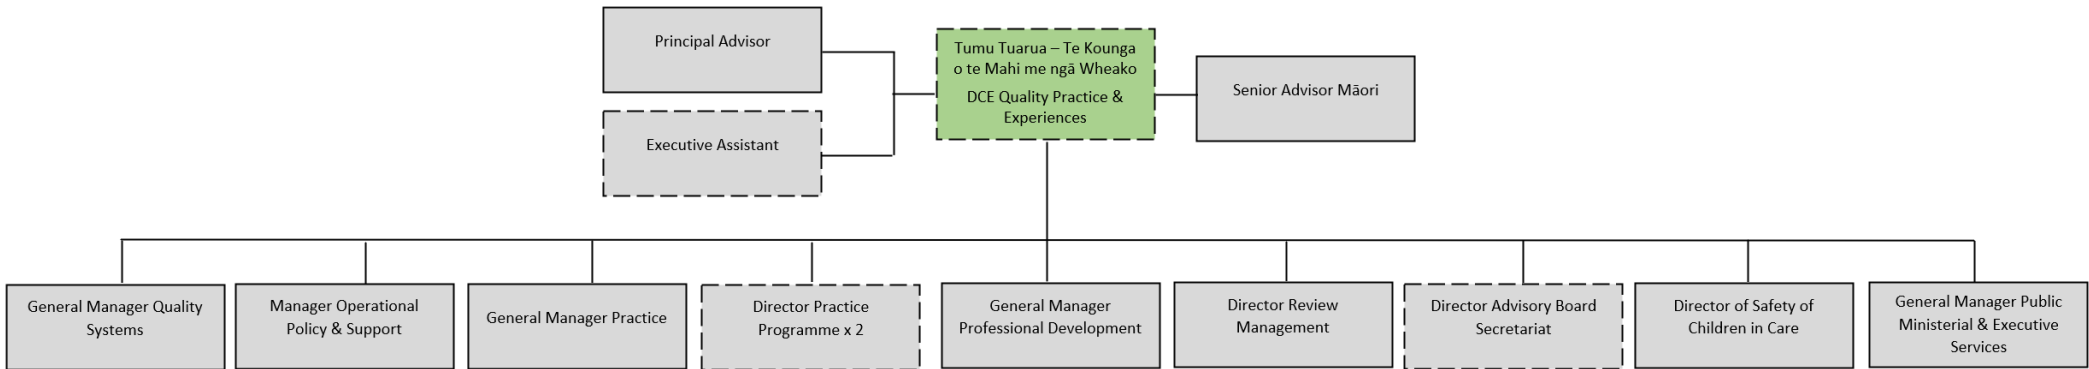 Principal Advisor
Executive Assistant
Tumu Tuarua – Te Kounga
o te Mahi me ngā Wheako
DCE Quality Practice &
Experiences
Senior Advisor Māori
General Manager Quality
Systems
Manager Operational
Policy & Support
General Manager Practice
Director Practice
Programme x 2
General Manager
Professional Development
Director Review
Management
Director Advisory Board
Secretariat
Director of Safety of
Children in Care
General Manager Public
Ministerial & Executive
Services